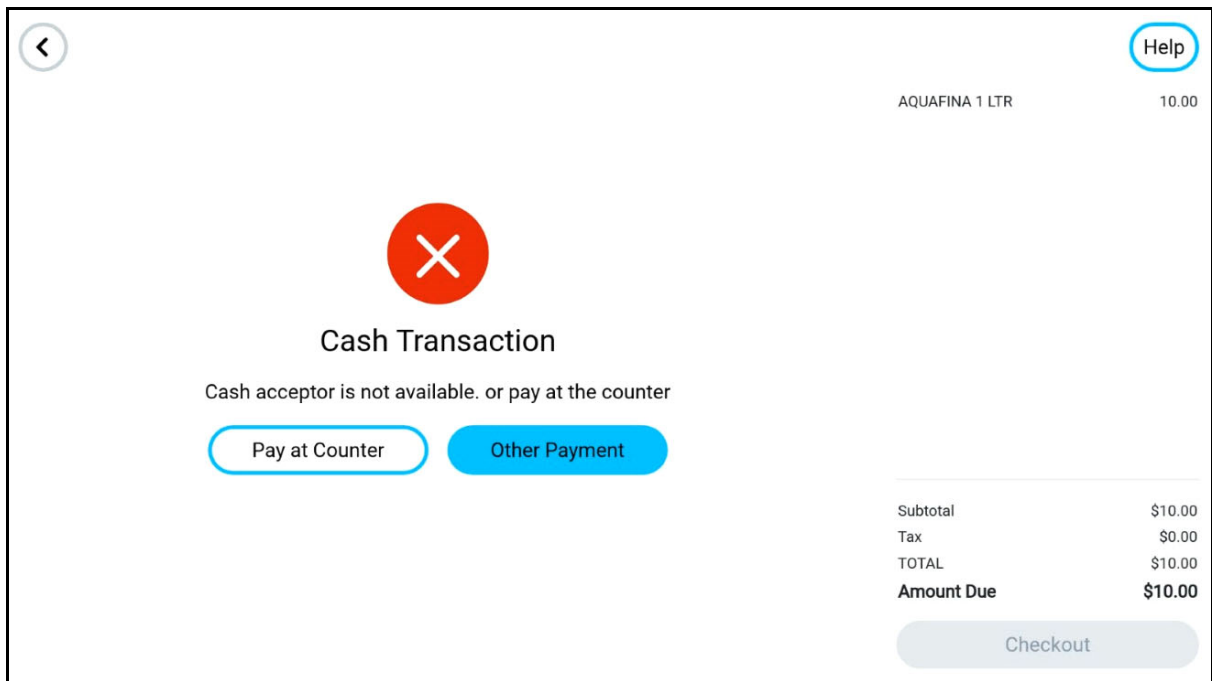 Help
AQUAFINA 1 LTR 10.00
Cash Transaction
Cash acceptor is not available. or pay at the counter
Pay at Counter Other Payment
Subtotal $10.00
Tax $0.00
TOTAL $10.00
Amount Due $10.00
Checkout